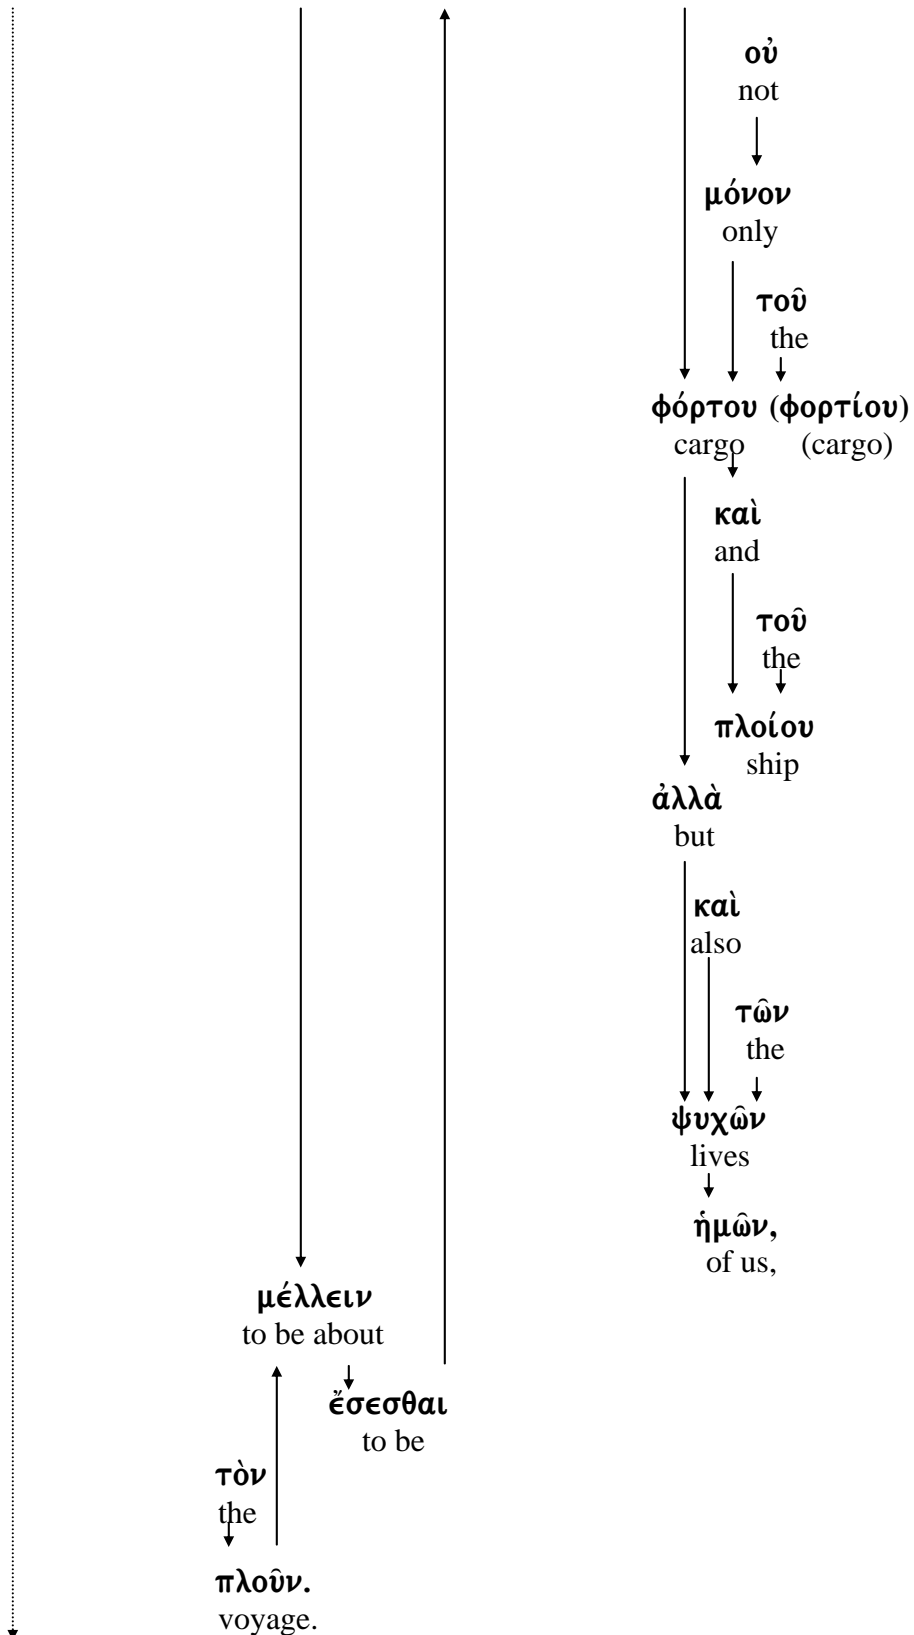 οὐ
not
μόνον
only
τοῦ
the
φόρτου (φορτίου)
cargo (cargo)
καὶ
and
τοῦ
the
πλοίου
ship
ἀλλὰ
but
καὶ
also
τῶν
the
ψυχῶν
lives
ἡμῶν,
of us,
μέλλειν
to be about
ἔσεσθαι
to be
τὸν
the
πλοῦν.
voyage.